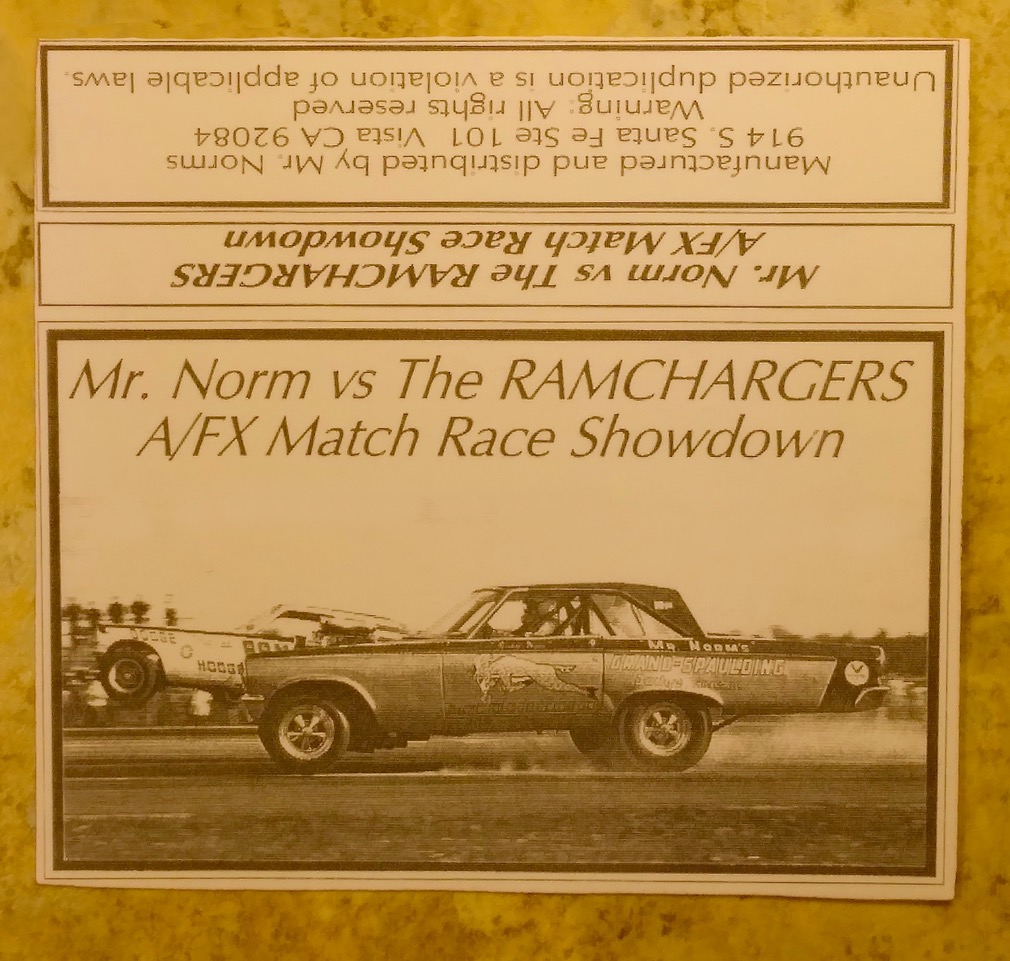 Manufactured and distributed by Mr. Norms
914 S. Santa Fe Ste 101 Vista CA 92084
Warning: All rights reserved
Unauthorized duplication is a violation of applicable laws.
Mr. Norm vs The RAMCHARGERS
A/FX Match Race Showdown
Mr. Norm vs The RAMCHARGERS
A/FX Match Race Showdown
DODGE
MR NORM'S
GRAND-SPAULDING